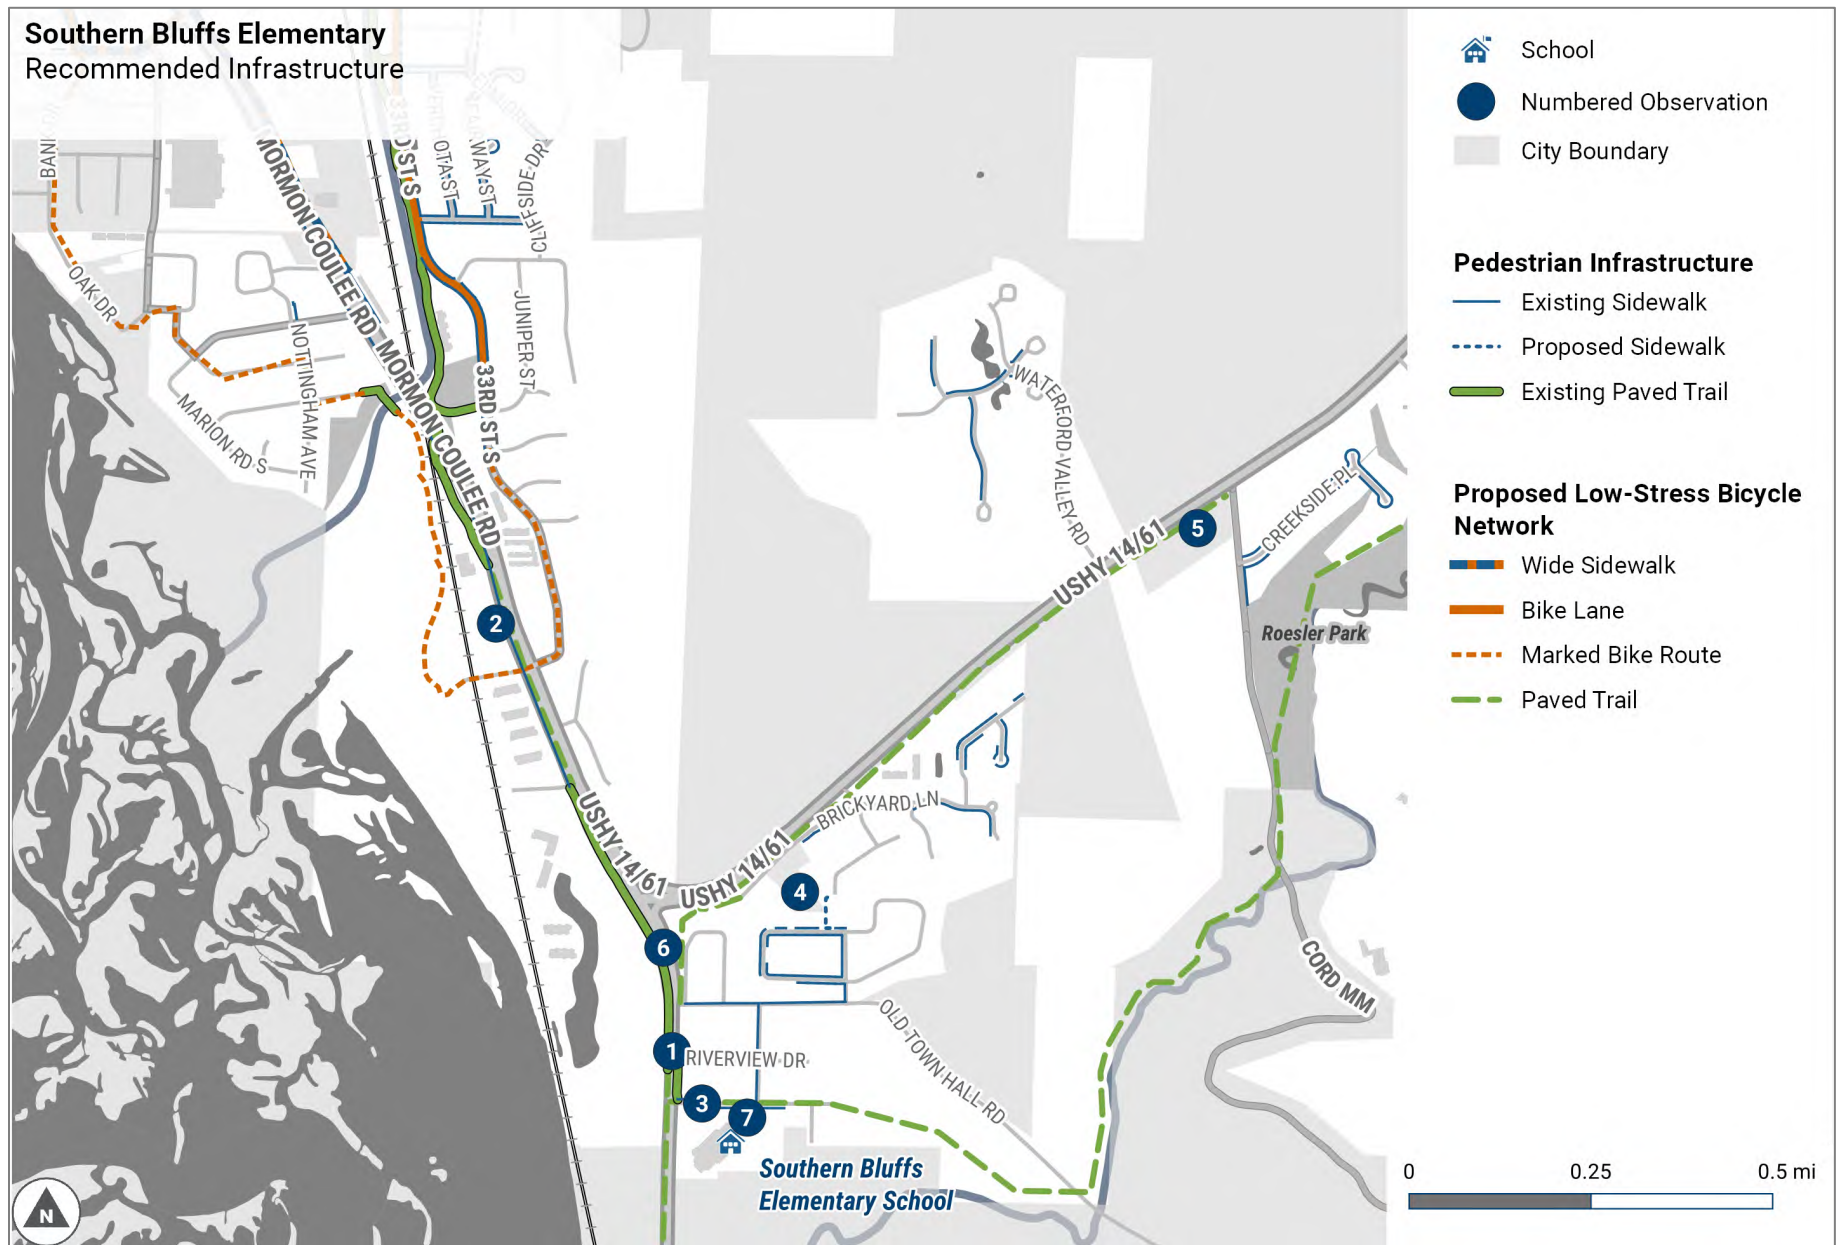 Southern Bluffs Elementary
Recommended Infrastructure
School
Numbered Observation
City Boundary
Pedestrian Infrastructure
Existing Sidewalk
Proposed Sidewalk
Existing Paved Trail
Proposed Low-Stress Bicycle
Network
Wide Sidewalk
Bike Lane
Marked Bike Route
Paved Trail
33RD ST S
CLIFFSIDE DR
MORMON COULEE RD
OAK DR
NOTTINGHAM AVE
MARION RD S
MORMON COULEE RD
MORMON COULEE RD
JUNIPER ST
33RD ST S
WATERFORD VALLEY RD
CREEKSIDE PL
USHY 14/61
5
Roesler Park
2
USHY 14/61
BRICKYARD LN
USHY 14/61
4
6
CORD MM
OLD TOWN HALL RD
1
RIVERVIEW DR
3
7
Southern Bluffs
Elementary School
N
0 0.25 0.5 mi